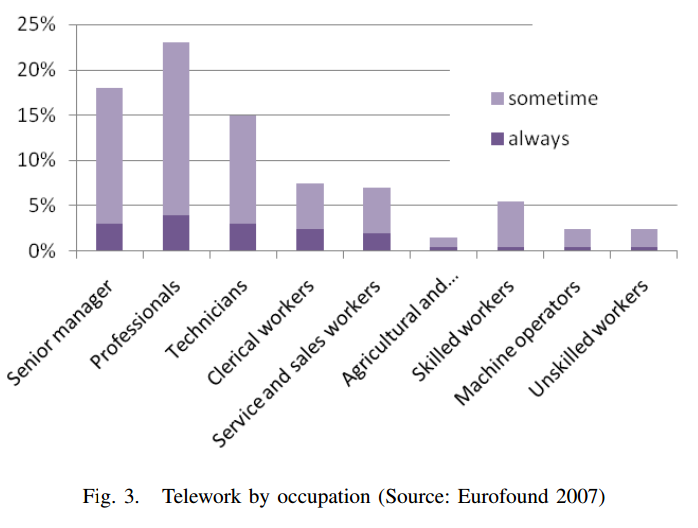 25%
20%
15%
10%
5%
0%
sometime
always
Senior manager
Professionals
Technicians
Clerical workers
Service and sales workers
Agricultural and...
Skilled workers
Machine operators
Unskilled workers
Fig. 3. Telework by occupation (Source: Eurofound 2007)